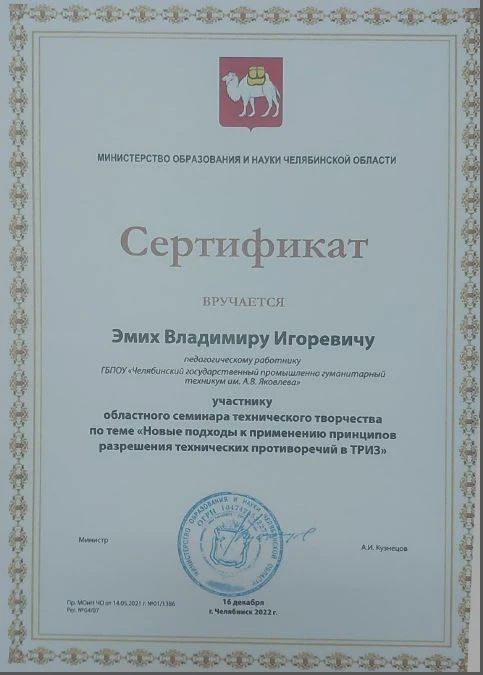 МИНИСТЕРСТВО ОБРАЗОВАНИЯ И НАУКИ ЧЕЛЯБИНСКОЙ ОБЛАСТИ
Сертификат
ВРУЧАЕТСЯ
Эмих Владимиру Игоревичу
педагогическому работнику
ГБПОУ «Челябинский государственный промышленно гуманитарный
техникум им. А.В. Яковлева»
участнику
областного семинара технического творчества
по теме «Новые подходы к применению принципов
разрешения технических противоречий в ТРИЗ»
МИНИСТЕРСТВО ОБРАЗОВАНИЯ И НАУКИ ЧЕЛЯБИНСКОЙ ОБЛАСТИ
ОГРН
Министр
А.И. Кузнецов
Пр. МОиН ЧО от 14.05.2021 г. №01/1386
Рег. №04/07
16 декабря
г. Челябинск 2022 г.